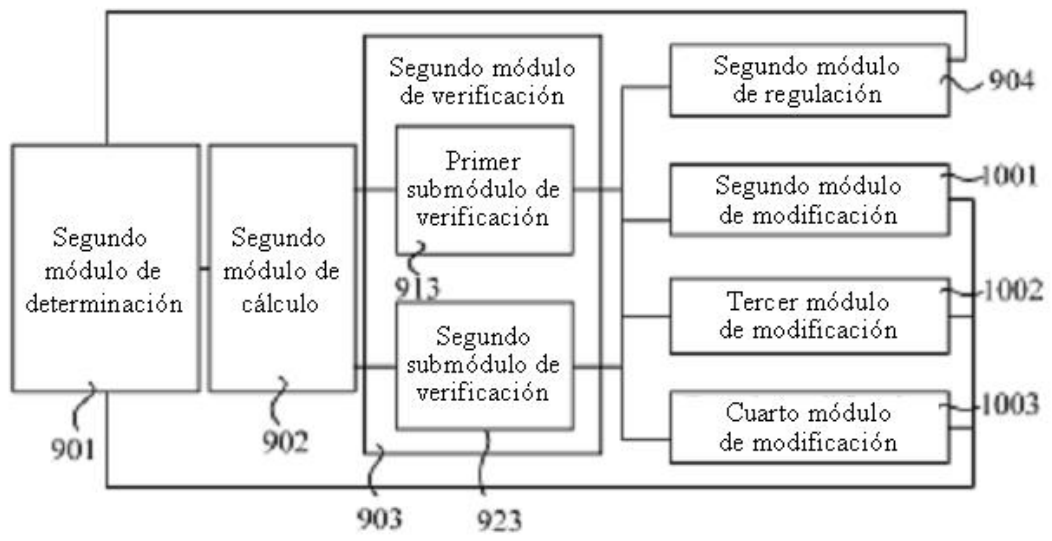 Segundo
módulo de
determinación
901
Segundo
módulo de
cálculo
902
Segundo módulo
de verificación
Primer
submódulo de
verificación
913
Segundo
submódulo de
verificación
903
923
Segundo módulo
de regulación
904
Segundo módulo
de modificación
1001
Tercer módulo
de modificación
1002
Cuarto módulo
de modificación
1003